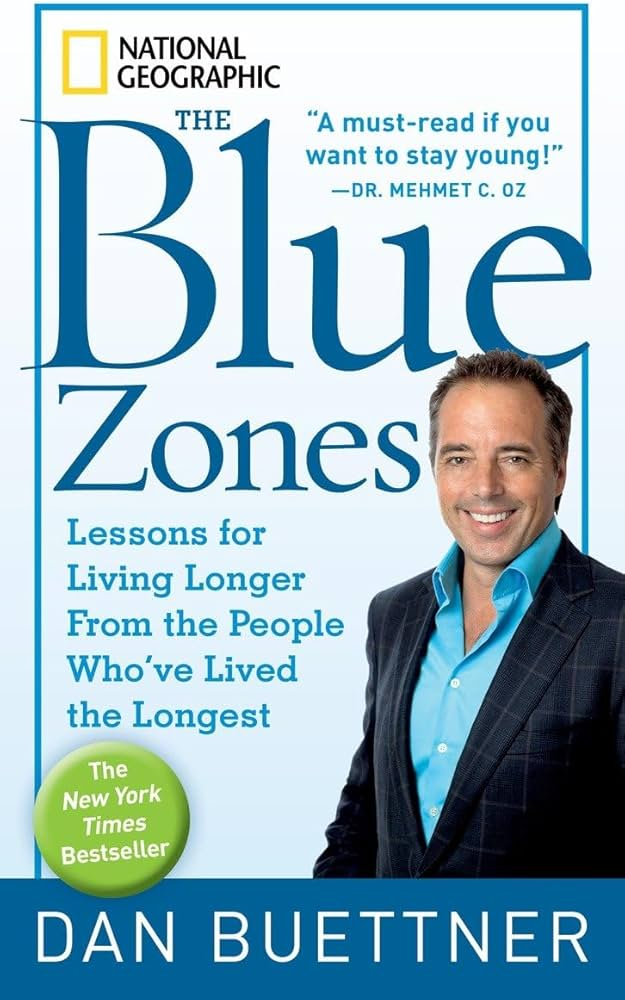 NATIONAL
GEOGRAPHIC
THE
Blue
Zones
“A must-read if you
want to stay young!”
—DR. MEHMET C. OZ
Lessons for
Living Longer
From the People
Who’ve Lived
the Longest
The
New York
Times
Bestseller
DAN BUETTNER